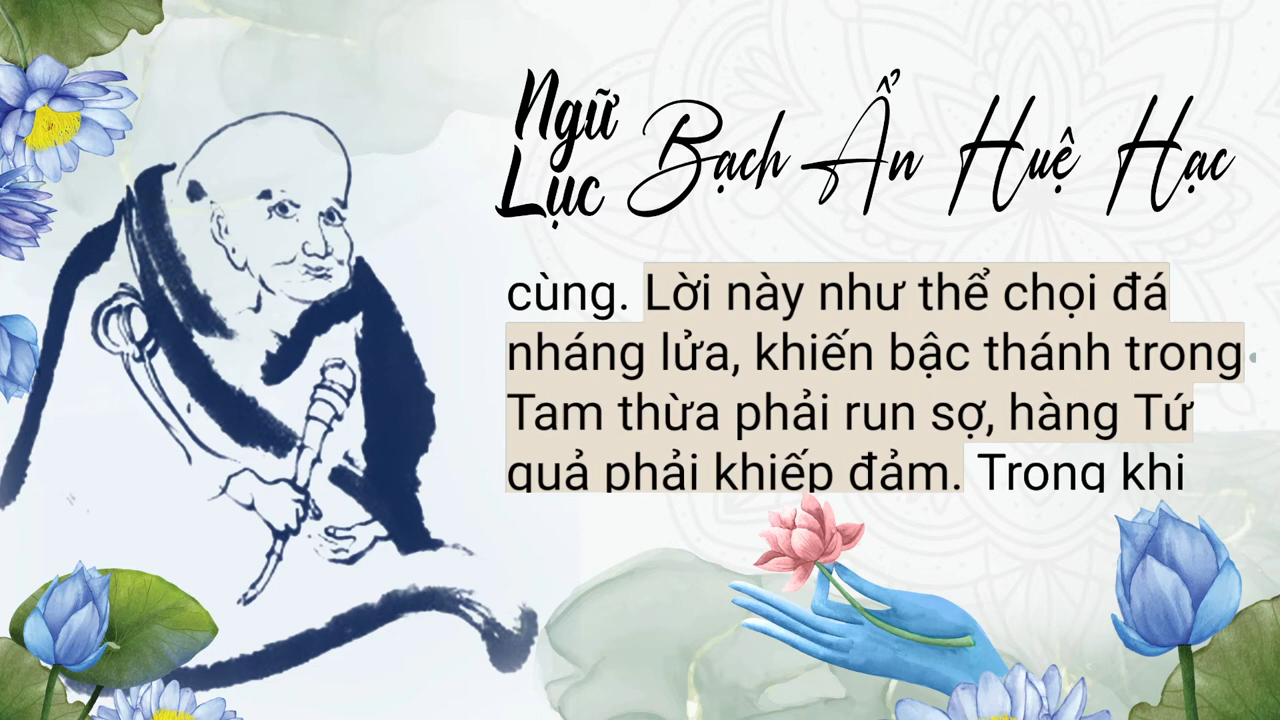 Ngữ
Lục Bạch Ẩn Huệ Hạc
cùng. Lời này như thể chọi đá
nháng lửa, khiến bậc thánh trong
Tam thừa phải run sợ, hàng Tứ
quả phải khiếp đảm. Trong khi